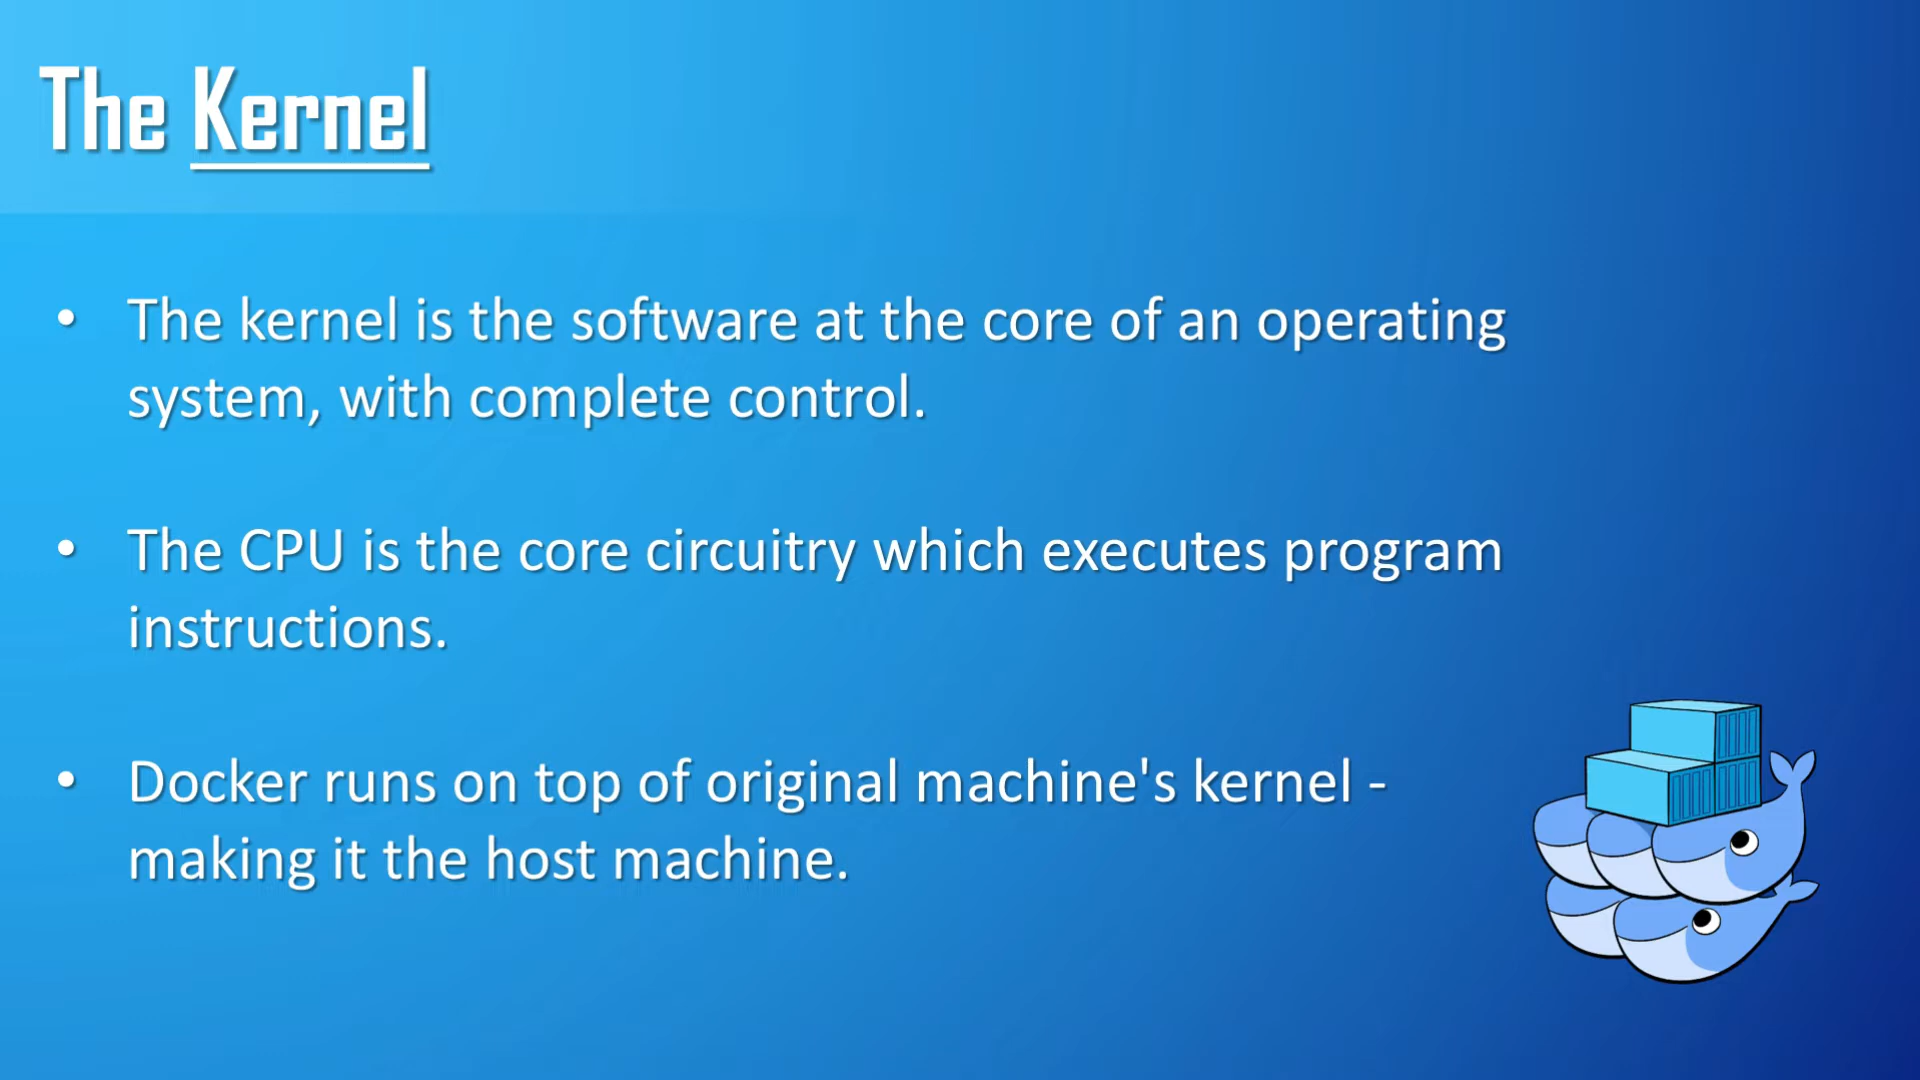 The Kernel
• The kernel is the software at the core of an operating
system, with complete control.
• The CPU is the core circuitry which executes program
instructions.
• Docker runs on top of original machine's kernel -
making it the host machine.